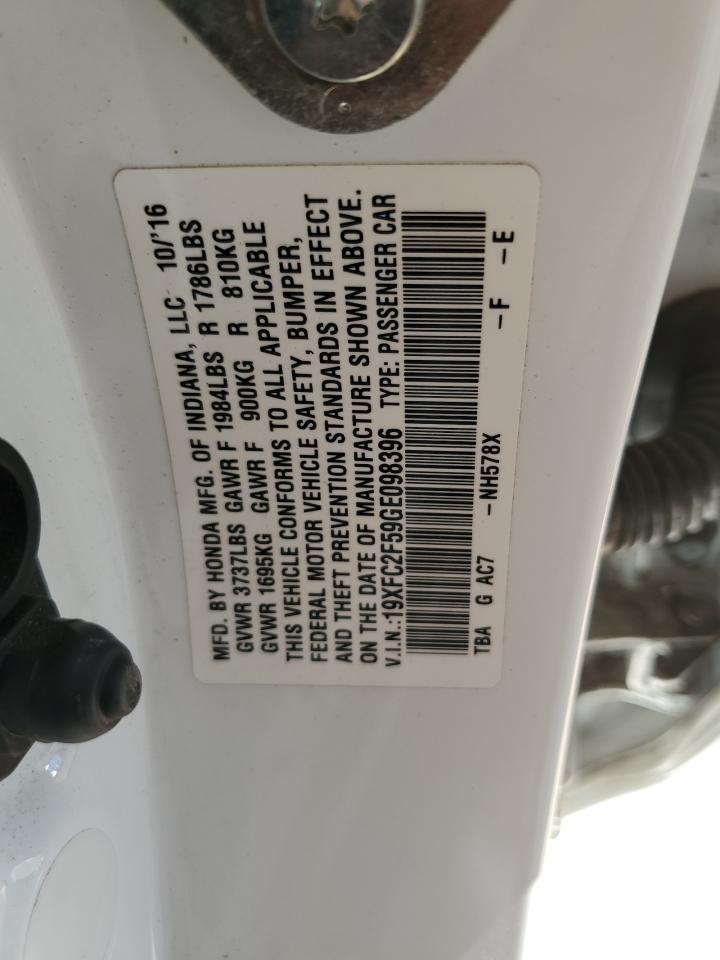 MFD. BY HONDA MFG. OF INDIANA, LLC 10/'16
GVWR 3737LBS GAWR F 1984LBS R 1786LBS
GVWR 1695KG GAWR F 900KG R 810KG
THIS VEHICLE CONFORMS TO ALL APPLICABLE
FEDERAL MOTOR VEHICLE SAFETY, BUMPER,
AND THEFT PREVENTION STANDARDS IN EFFECT
ON THE DATE OF MANUFACTURE SHOWN ABOVE.
V.I.N.:19XFC2F59GE098396 TYPE: PASSENGER CAR
TBA G AC7 -NH578X -F -E